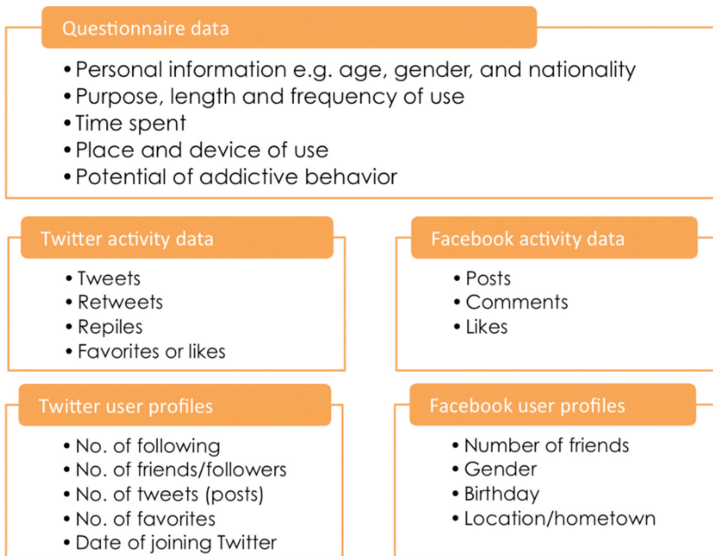 Questionnaire data
• Personal information e.g. age, gender, and nationality
• Purpose, length and frequency of use
• Time spent
• Place and device of use
• Potential of addictive behavior
Twitter activity data
• Tweets
• Retweets
• Repiles
• Favorites or likes
Facebook activity data
• Posts
• Comments
• Likes
Twitter user profiles
• No. of following
• No. of friends/followers
• No. of tweets (posts)
• No. of favorites
• Date of joining Twitter
Facebook user profiles
• Number of friends
• Gender
• Birthday
• Location/hometown